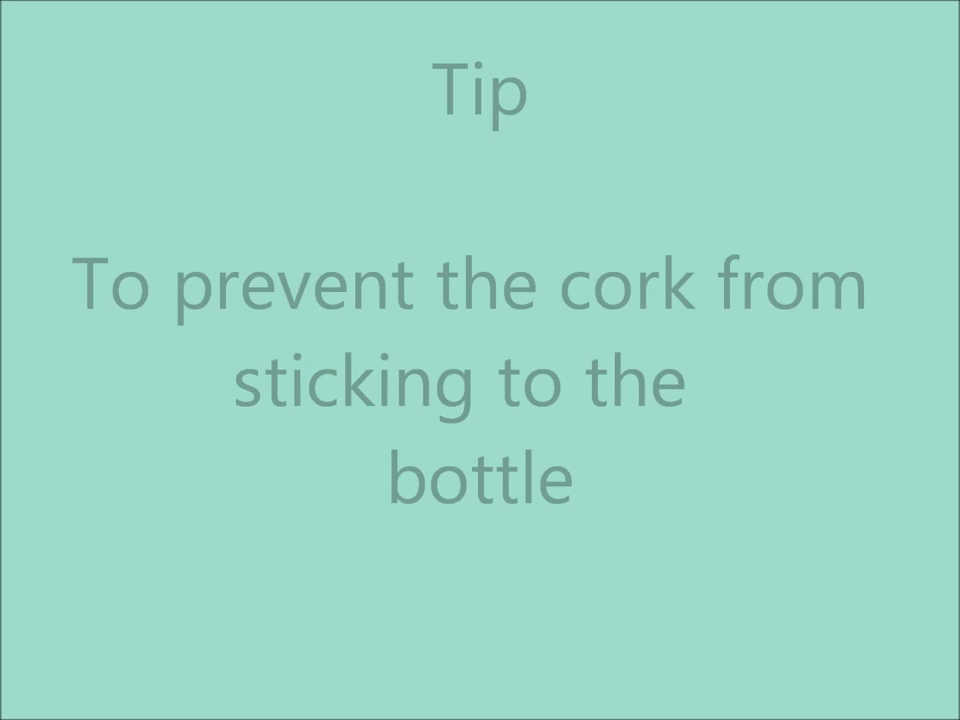 Tip
To prevent the cork from
sticking to the
bottle